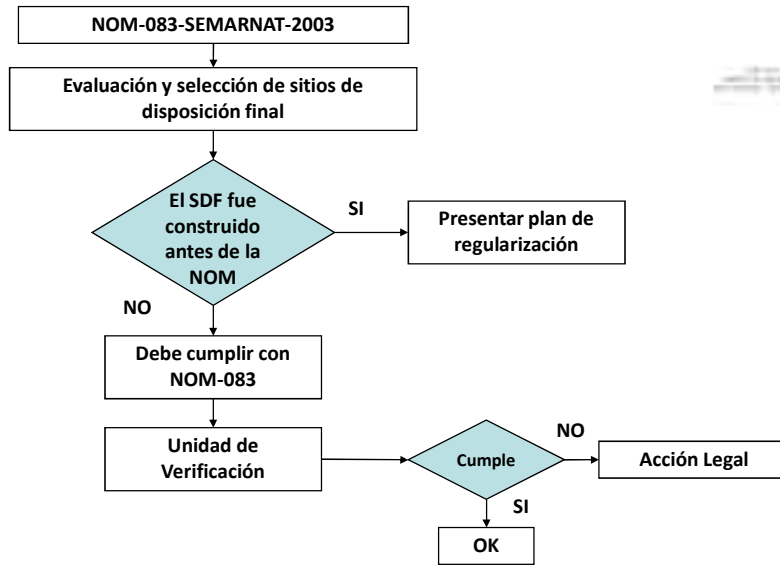 NOM-083-SEMARNAT-2003
Evaluación y selección de sitios de
disposición final
El SDF fue
construido
antes de la
NOM
SI
Presentar plan de
regularización
NO
Debe cumplir con
NOM-083
Unidad de
Verificación
Cumple
NO
Acción Legal
SI
OK